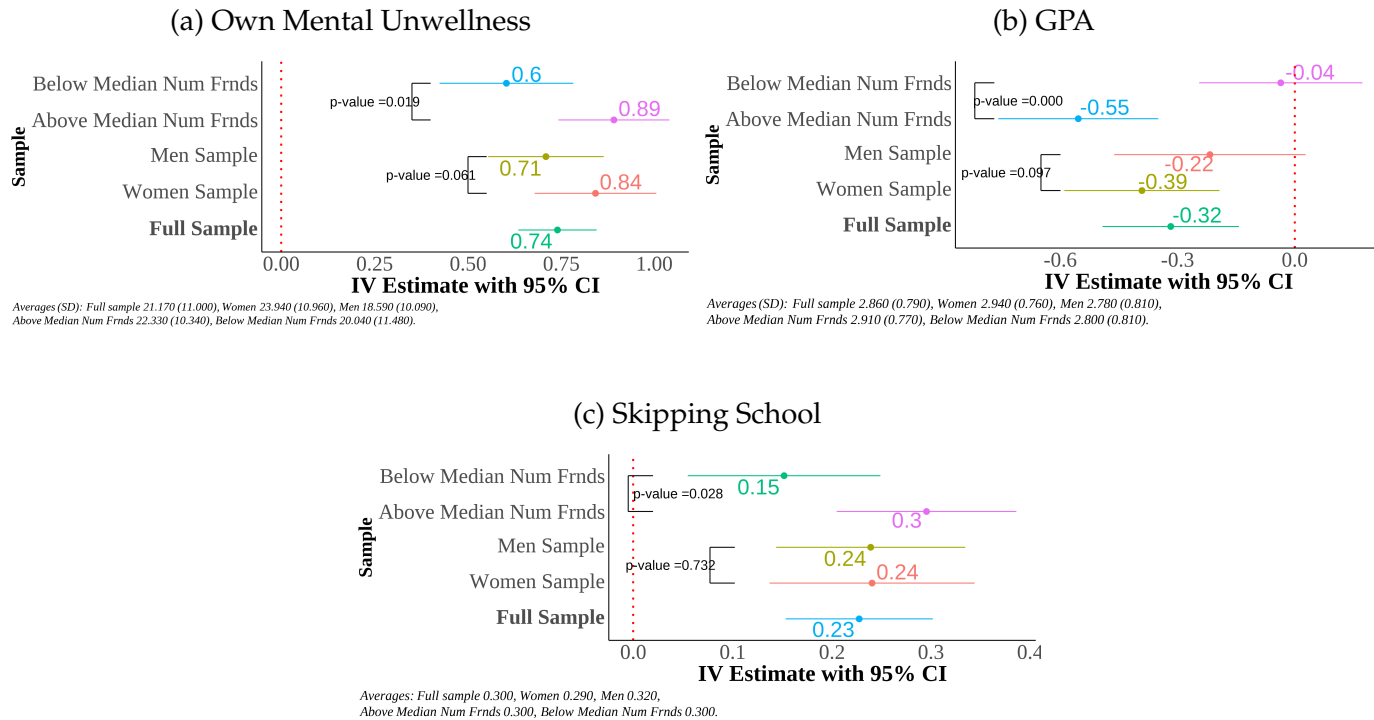 (a) Own Mental Unwellness
Sample
Below Median Num Frnds
0.6
p-value =0.019
Above Median Num Frnds
0.89
Men Sample
0.71
p-value =0.061
Women Sample
0.84
Full Sample
0.74
0.00 0.25 0.50 0.75 1.00
IV Estimate with 95% CI
Averages (SD): Full sample 21.170 (11.000), Women 23.940 (10.960), Men 18.590 (10.090),
Above Median Num Frnds 22.330 (10.340), Below Median Num Frnds 20.040 (11.480).
(b) GPA
Sample
Below Median Num Frnds
-0.04
p-value =0.000
Above Median Num Frnds
-0.55
Men Sample
-0.22
p-value =0.097
Women Sample
-0.39
Full Sample
-0.32
-0.6 -0.3 0.0
IV Estimate with 95% CI
Averages (SD): Full sample 2.860 (0.790), Women 2.940 (0.760), Men 2.780 (0.810),
Above Median Num Frnds 2.910 (0.770), Below Median Num Frnds 2.800 (0.810).
(c) Skipping School
Sample
Below Median Num Frnds
0.15
p-value =0.028
Above Median Num Frnds
0.3
Men Sample
0.24
p-value =0.732
Women Sample
0.24
Full Sample
0.23
0.0 0.1 0.2 0.3 0.4
IV Estimate with 95% CI
Averages: Full sample 0.300, Women 0.290, Men 0.320,
Above Median Num Frnds 0.300, Below Median Num Frnds 0.300.